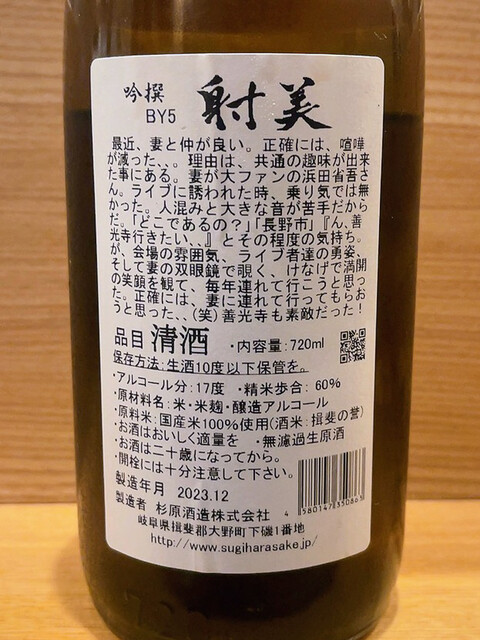 吟撰
BY5
射美
最近、妻と仲が良い。正確には、喧嘩
が減った、、。理由は、共通の趣味が出来
た事にある。妻が大ファンの浜田省吾さ
ん。ライブに誘われた時、乗り気では無
かった。人混みと大きな音が苦手だから
だ。「どこであるの？」「長野市」『ん、善
光寺行きたい、、』とその程度の気持ち。
が、会場の雰囲気、ライブ者達の勇姿、
そして妻の双眼鏡で覗く、けなげで満開
の笑顔を観て、毎年連れて行こうと思っ
た。正確には、妻に連れて行ってもらお
うと思った、、(笑)善光寺も素敵だった！
品目 清酒 ・内容量:720ml
保存方法:生酒10度以下保管を。
・アルコール分:17度 ・精米歩合: 60%
・原材料名:米・米麹・醸造アルコール
・原料米:国産米100%使用(酒米:揖斐の誉)
・お酒はおいしく適量を ・無濾過生原酒
・お酒は二十歳になってから。
・開栓には十分注意して下さい。
製造年月 2023.12
製造者 杉原酒造株式会社
岐阜県揖斐郡大野町下磯1番地
http://www.sugiharasake.jp/
4 580147 350865